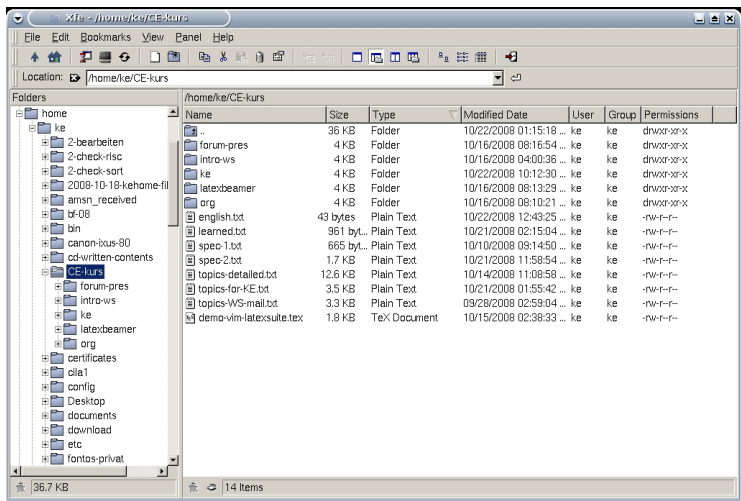 Xfe - /home/ke/CE-kurs
File Edit Bookmarks View Panel Help
Location: /home/ke/CE-kurs
Folders
home
ke
2-bearbeiten
2-check-risc
2-check-sort
2008-10-18-kehome-fil
amsn_received
bf-08
bin
canon-ixus-80
cd-written-contents
CE-kurs
forum-pres
intro-ws
ke
latexbeamer
org
certificates
cila1
config
Desktop
documents
download
etc
fontos-privat
36.7 KB
/home/ke/CE-kurs
Name Size Type Modified Date User Group Permissions
.. 36 KB Folder 10/22/2008 01:15:18 ... ke ke drwxr-xr-x
forum-pres 4 KB Folder 10/16/2008 08:16:54 ... ke ke drwxr-xr-x
intro-ws 4 KB Folder 10/16/2008 04:00:36 ... ke ke drwxr-xr-x
ke 4 KB Folder 10/22/2008 10:12:30 ... ke ke drwxr-xr-x
latexbeamer 4 KB Folder 10/16/2008 08:13:29 ... ke ke drwxr-xr-x
org 4 KB Folder 10/16/2008 08:10:21 ... ke ke drwxr-xr-x
english.txt 43 bytes Plain Text 10/22/2008 12:43:25 ... ke ke -rw-r--r--
learned.txt 961 byt... Plain Text 10/21/2008 02:15:04 ... ke ke -rw-r--r--
spec-1.txt 665 byt... Plain Text 10/10/2008 09:14:50 ... ke ke -rw-r--r--
spec-2.txt 1.7 KB Plain Text 10/21/2008 11:58:54 ... ke ke -rw-r--r--
topics-detailed.txt 12.6 KB Plain Text 10/14/2008 11:08:58 ... ke ke -rw-r--r--
topics-for-KE.txt 3.5 KB Plain Text 10/21/2008 01:55:42 ... ke ke -rw-r--r--
topics-WS-mail.txt 3.3 KB Plain Text 09/28/2008 02:59:04 ... ke ke -rw-r--r--
demo-vim-latexsuite.tex 1.8 KB TeX Document 10/15/2008 02:38:33 ... ke ke -rw-r--r--
14 Items